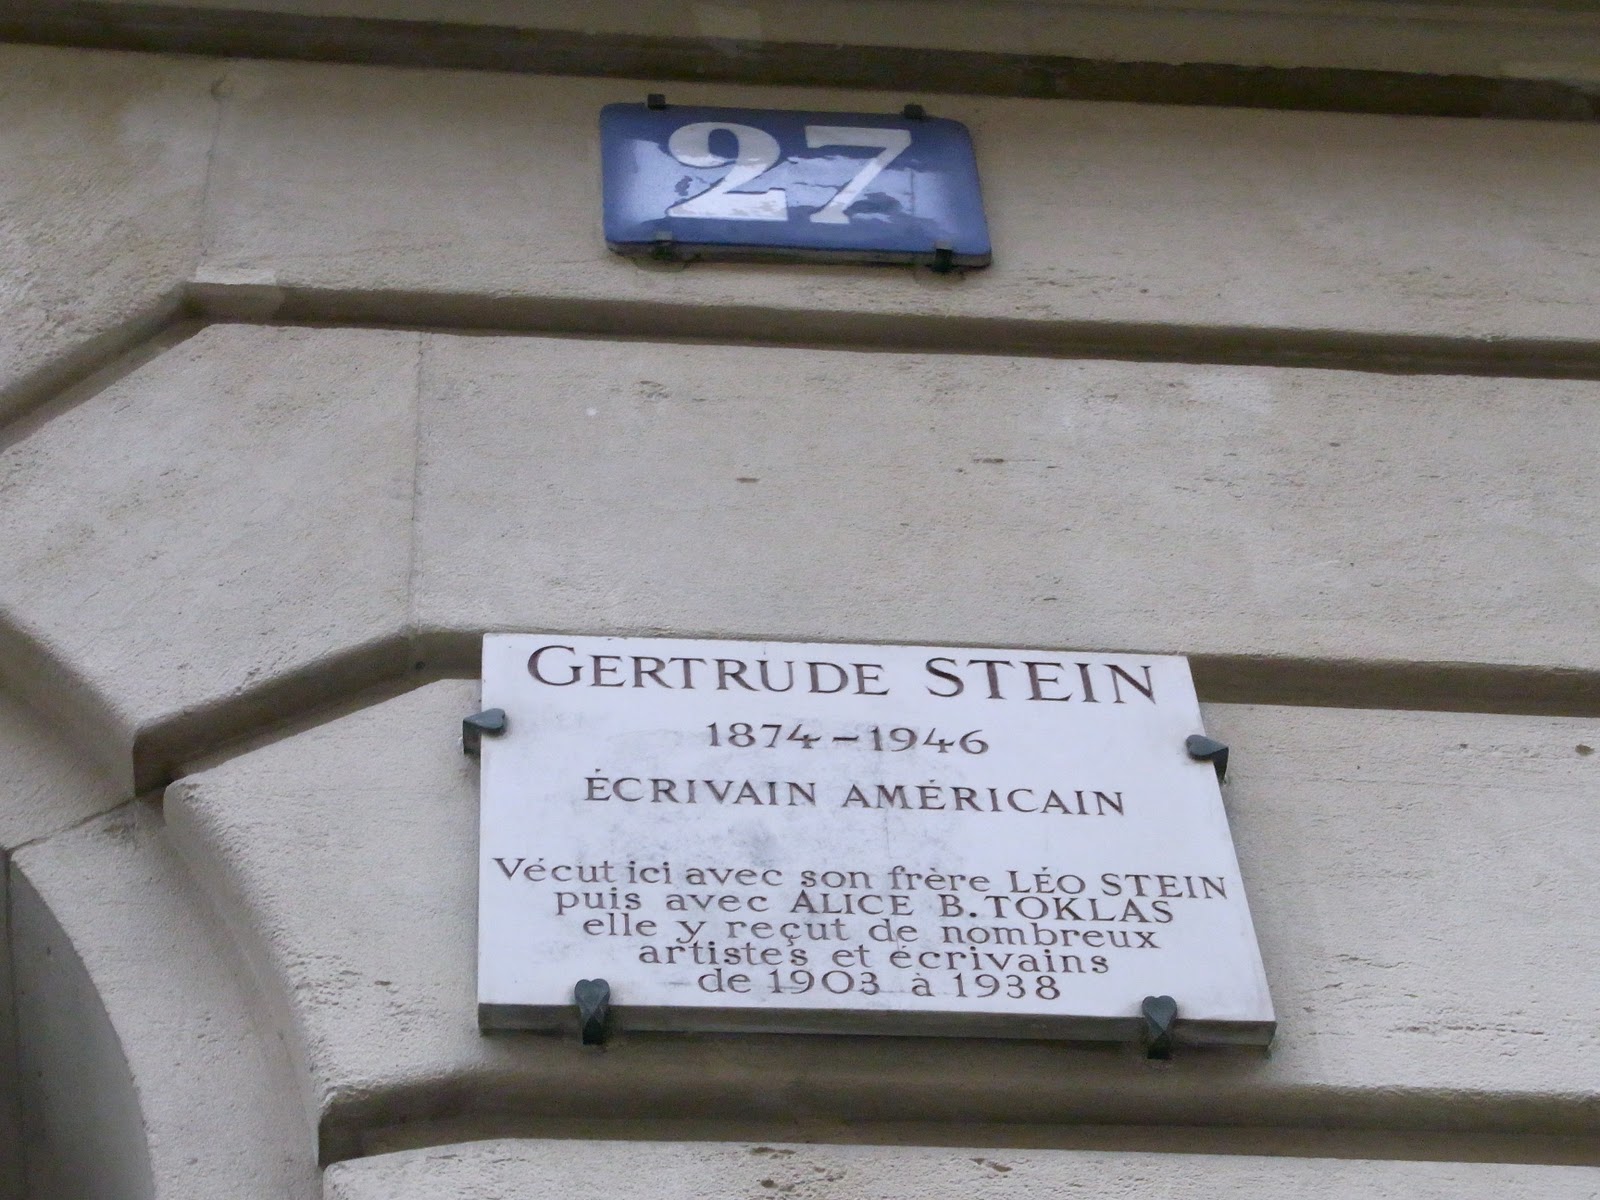 27
GERTRUDE STEIN
1874-1946
ÉCRIVAIN AMÉRICAIN
Vécut ici avec son frère LÉO STEIN
puis avec ALICE B. TOKLAS
elle y reçut de nombreux
artistes et écrivains
de 1903 à 1938